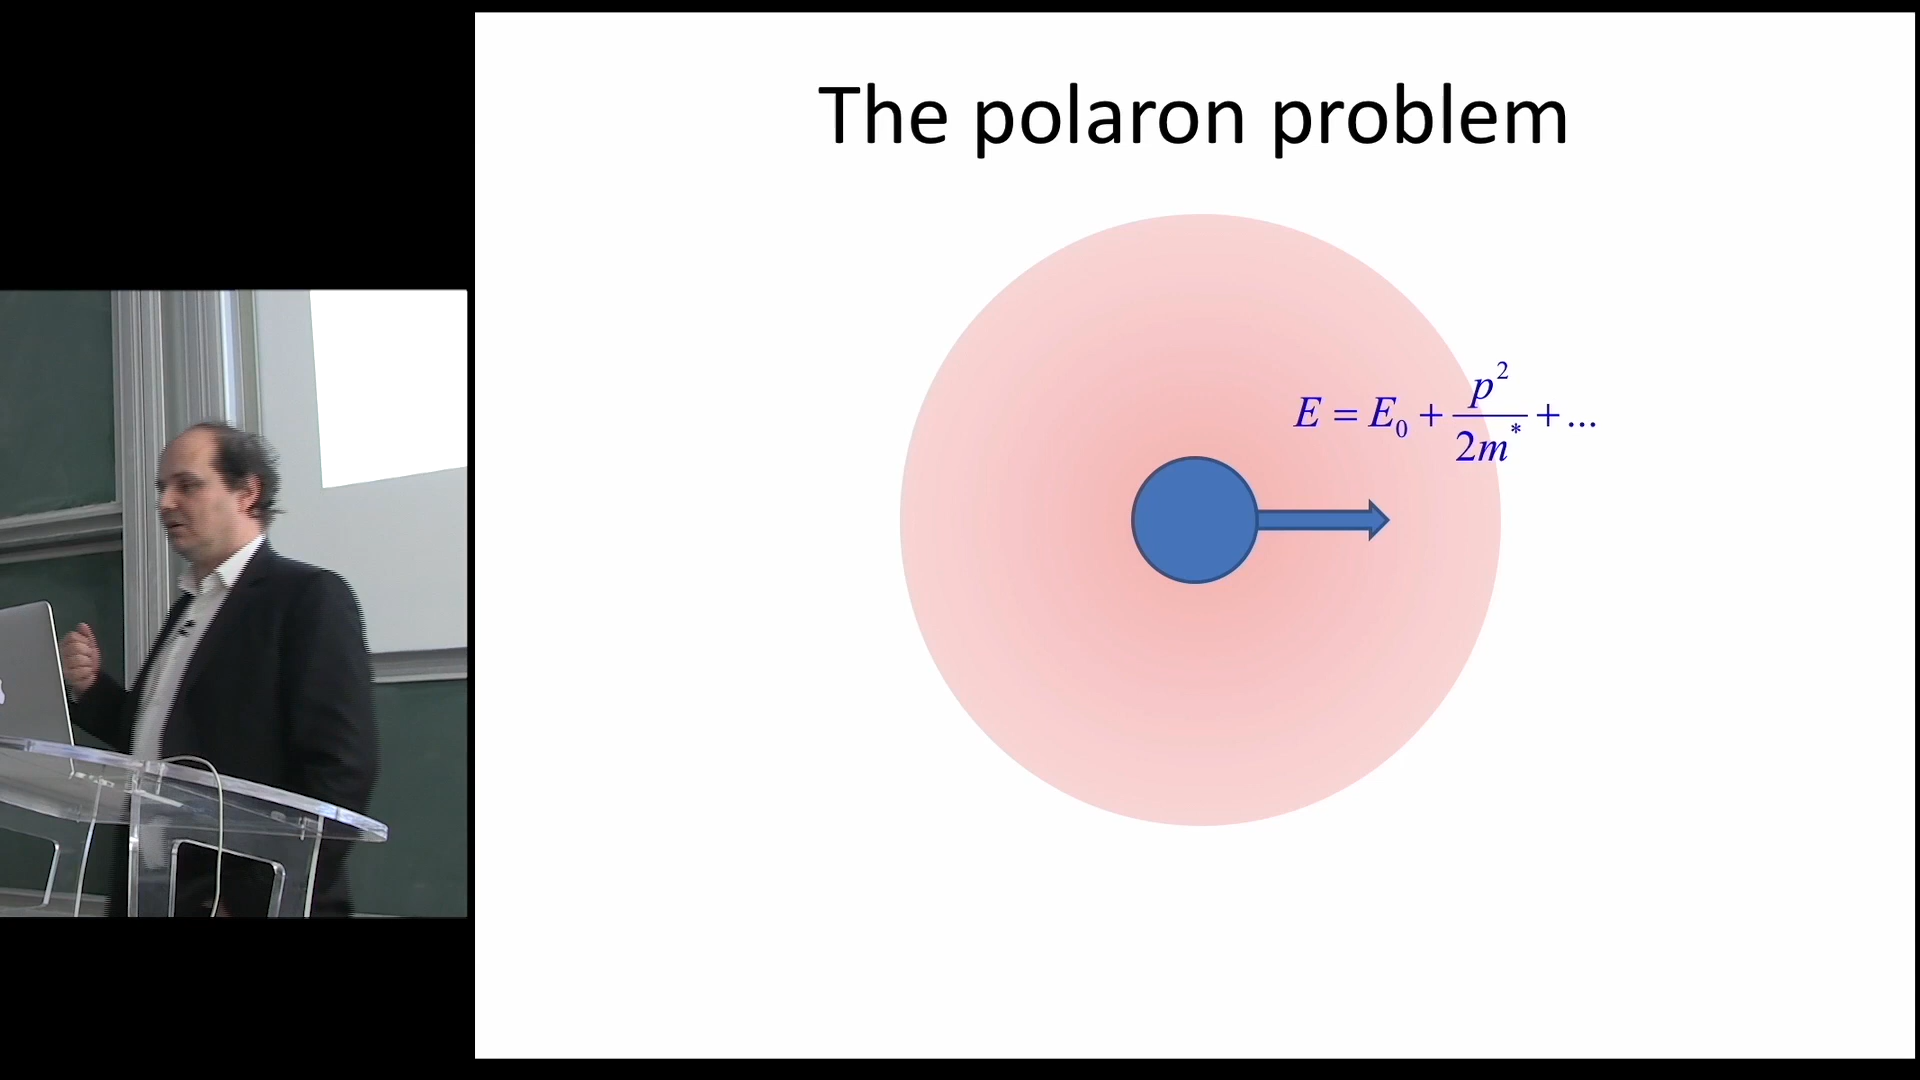 The polaron problem
E = E₀ + p²/2m* + ...